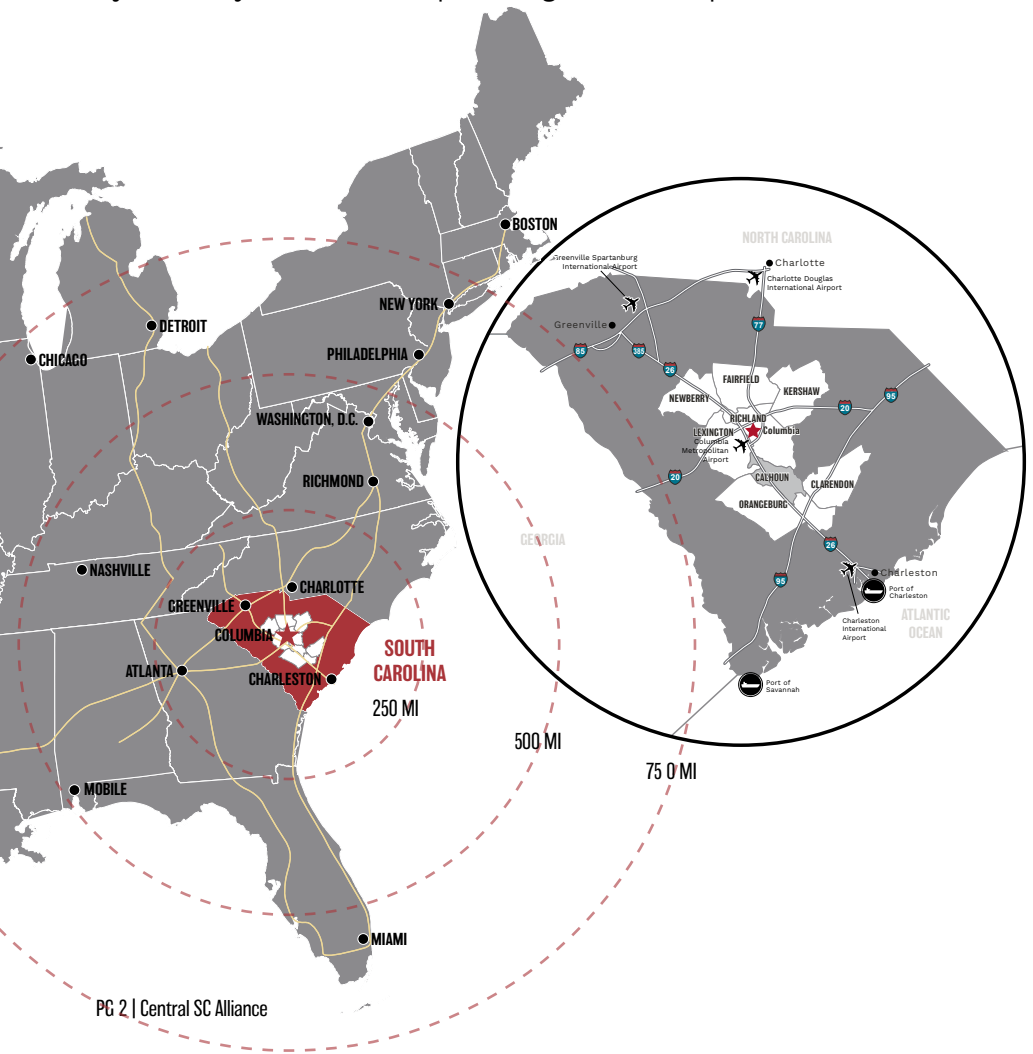 BOSTON
NEW YORK
DETROIT
PHILADELPHIA
CHICAGO
WASHINGTON, D.C.
RICHMOND
NASHVILLE
CHARLOTTE
GREENVILLE
COLUMBIA
SOUTH
CAROLINA
ATLANTA
CHARLESTON
250 MI
500 MI
75 0 MI
MOBILE
MIAMI
NORTH CAROLINA
Greenville Spartanburg
International Airport
Charlotte
Charlotte Douglas
International Airport
Greenville
77
85
385
26
FAIRFIELD
KERSHAW
NEWBERRY
95
20
RICHLAND
LEXINGTON
Columbia
Columbia
Metropolitan
Airport
20
CALHOUN
CLARENDON
ORANGEBURG
GEORGIA
26
95
Charleston
Port of
Charleston
Charleston
International
Airport
ATLANTIC
OCEAN
Port of
Savannah
PG 2 | Central SC Alliance